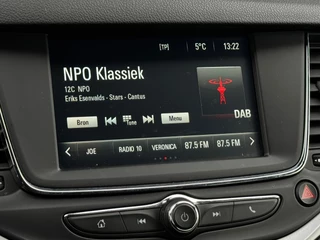 [TP] 5°C 13:22
NPO Klassiek
12C NPO
Eriks Esenvalds - Stars - Cantus
Bron Tone Menu
DAB
JOE RADIO 10 VERONICA 87.5 FM 87.5 FM